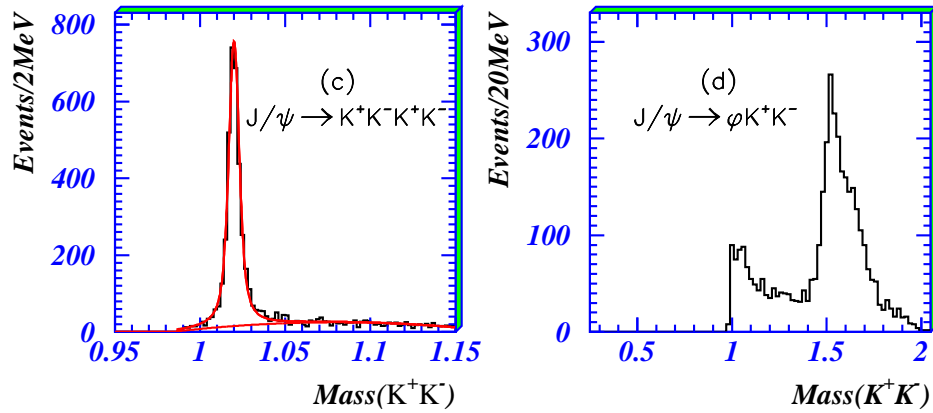 Events/2MeV
800
600
400
200
0
(c)
J/ψ → K⁺K⁻K⁺K⁻
0.95 1 1.05 1.1 1.15
Mass(K⁺K⁻)
Events/20MeV
300
200
100
0
(d)
J/ψ → φK⁺K⁻
0.5 1 1.5 2
Mass(K⁺K⁻)